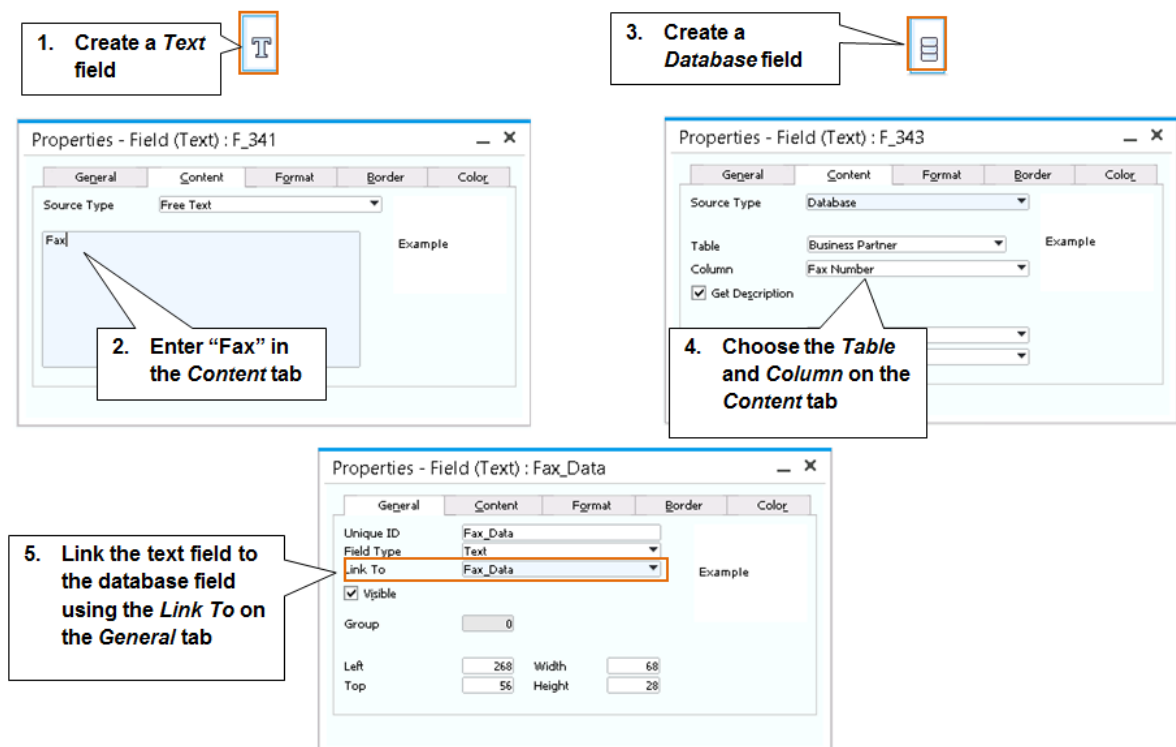 1. Create a Text
field
T
3. Create a
Database field
Properties - Field (Text) : F_341
General Content Format Border Color
Source Type Free Text
Fax
Example
2. Enter “Fax” in
the Content tab
Properties - Field (Text) : F_343
General Content Format Border Color
Source Type Database
Table Business Partner
Example
Column Fax Number
Get Description
4. Choose the Table
and Column on the
Content tab
Properties - Field (Text) : Fax_Data
General Content Format Border Color
Unique ID Fax_Data
Field Type Text
Link To Fax_Data
Example
Visible
Group 0
Left 268 Width 68
Top 56 Height 28
5. Link the text field to
the database field
using the Link To on
the General tab